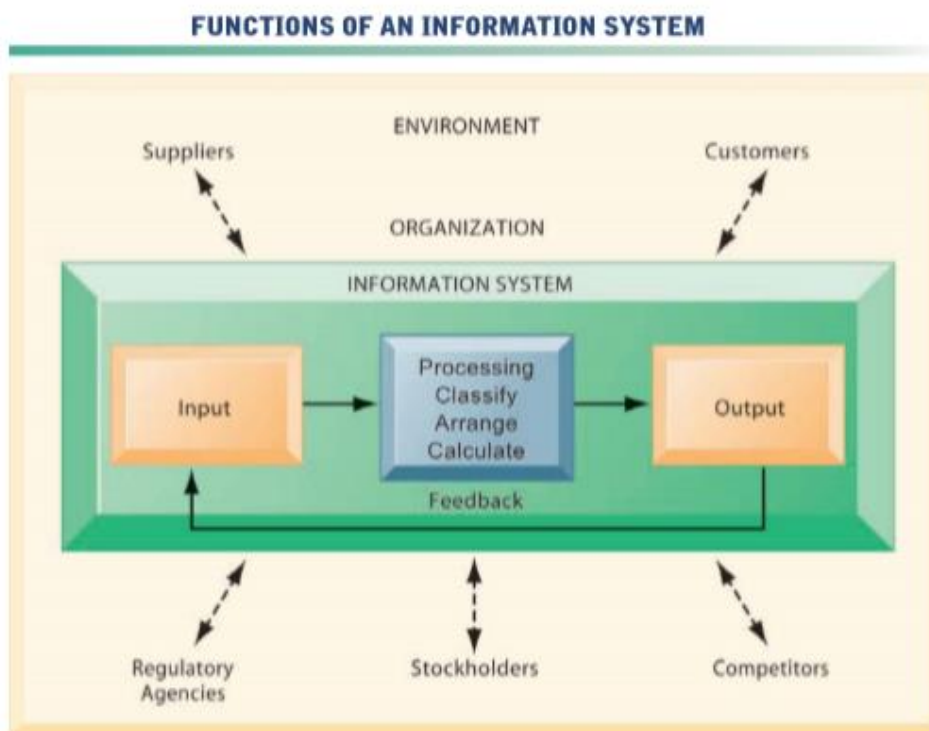 FUNCTIONS OF AN INFORMATION SYSTEM
ENVIRONMENT
Suppliers
Customers
ORGANIZATION
INFORMATION SYSTEM
Input
Processing
Classify
Arrange
Calculate
Output
Feedback
Regulatory
Agencies
Stockholders
Competitors